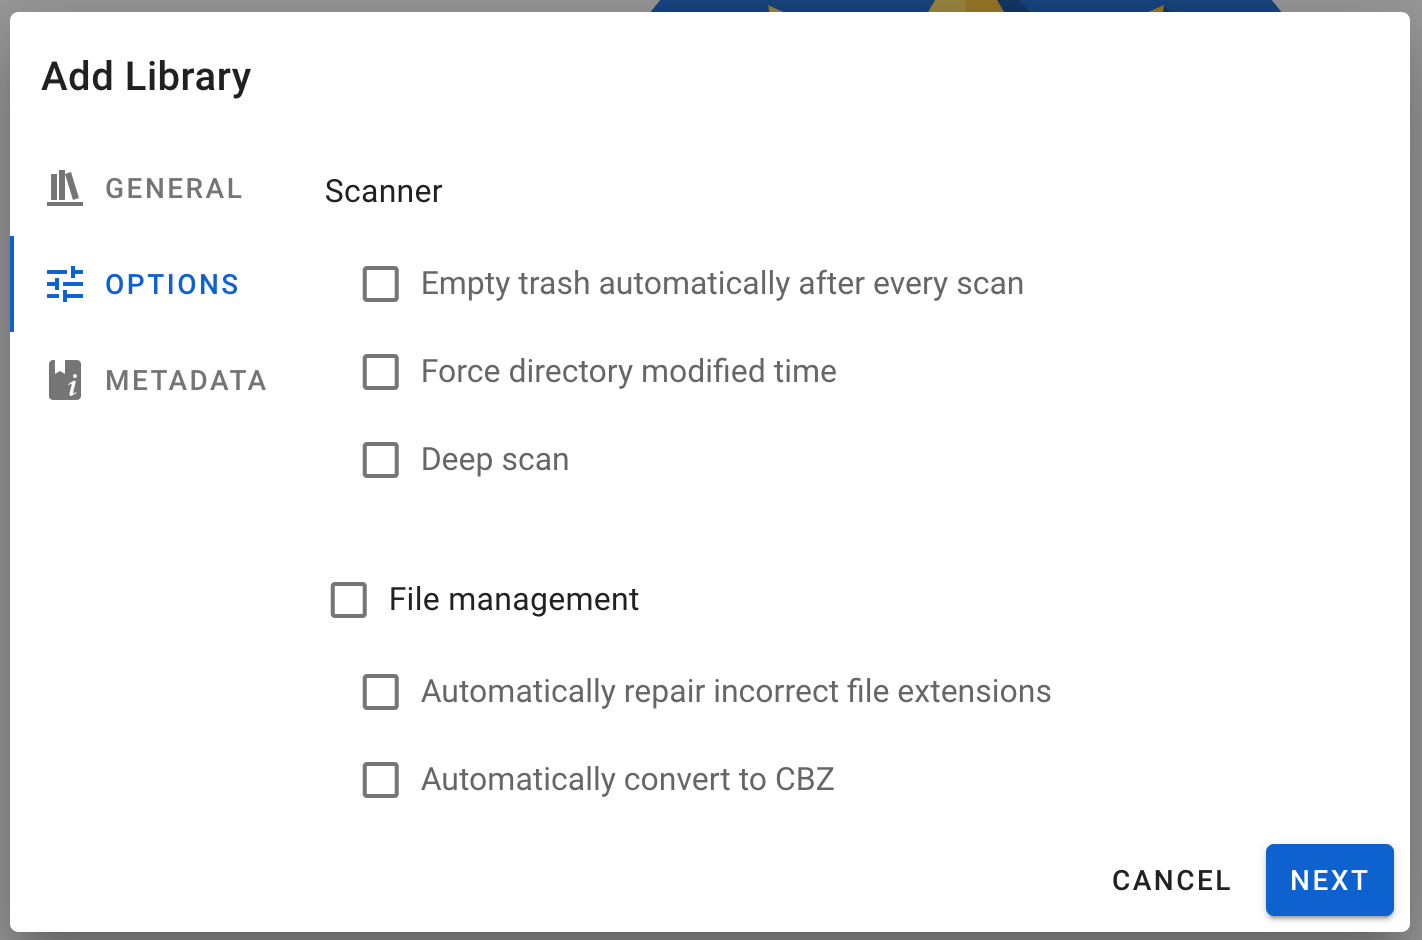 Add Library
GENERAL
OPTIONS
METADATA
Scanner
Empty trash automatically after every scan
Force directory modified time
Deep scan
File management
Automatically repair incorrect file extensions
Automatically convert to CBZ
CANCEL
NEXT